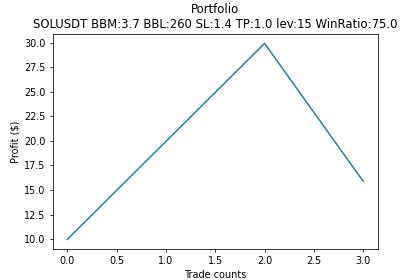 Portfolio
SOLUSDT BBM:3.7 BBL:260 SL:1.4 TP:1.0 lev:15 WinRatio:75.0
30.0
27.5
25.0
22.5
20.0
17.5
15.0
12.5
10.0
Profit ($)
0.0 0.5 1.0 1.5 2.0 2.5 3.0
Trade counts